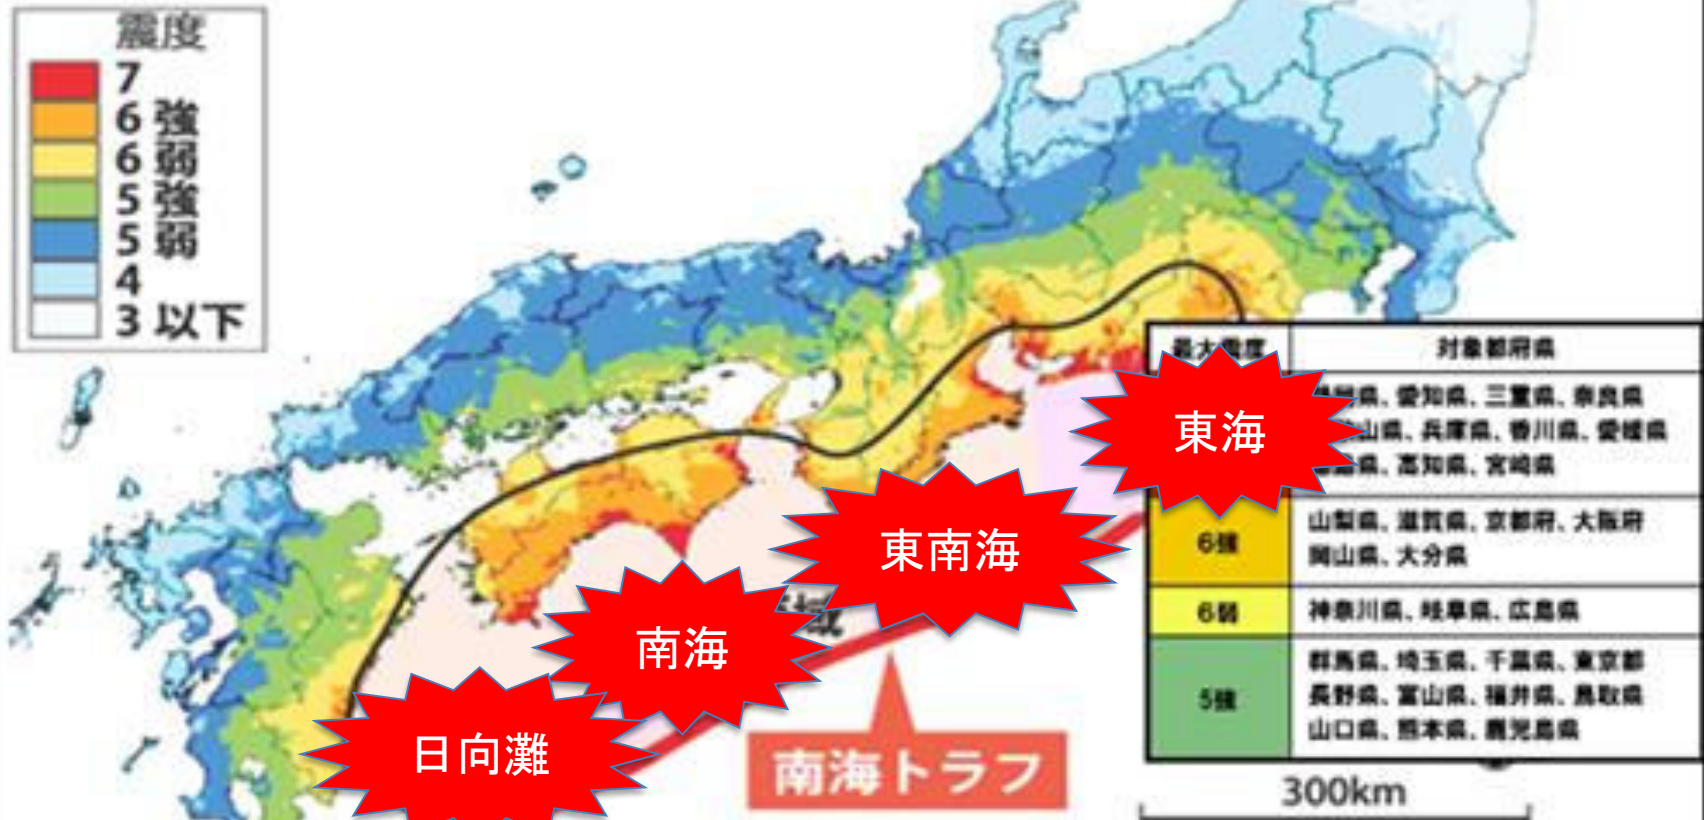 震度
7
6 強
6 弱
5 強
5 弱
4
3 以下
最大震度
対象都府県
県、愛知県、三重県、奈良県
山県、兵庫県、香川県、愛媛県
県、高知県、宮崎県
6強
山梨県、滋賀県、京都府、大阪府
岡山県、大分県
6弱
神奈川県、岐阜県、広島県
5強
群馬県、埼玉県、千葉県、東京都
長野県、富山県、福井県、鳥取県
山口県、熊本県、鹿児島県
東海
東南海
南海
域
日向灘
南海トラフ
300km